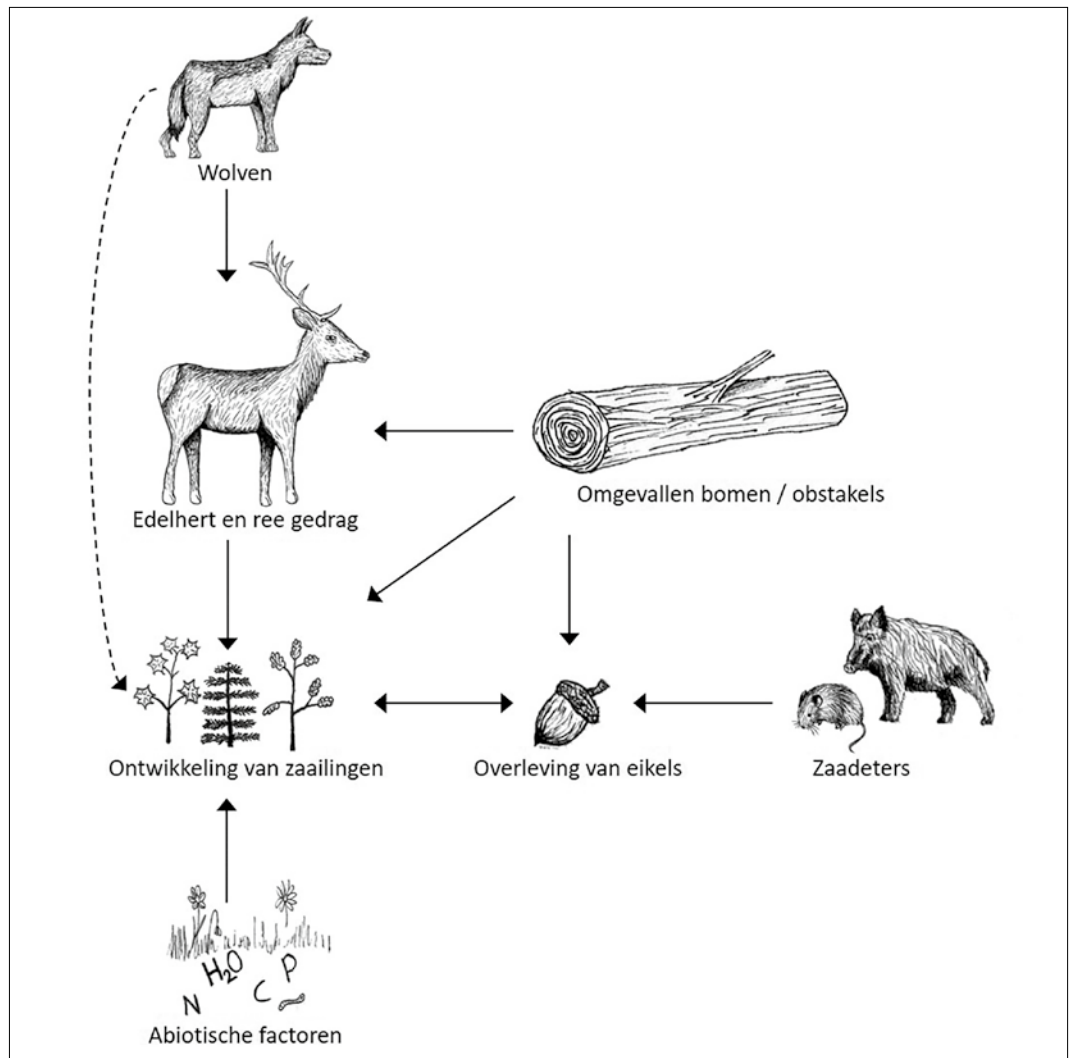 Wolven
Edelhert en ree gedrag
Omgevallen bomen / obstakels
Ontwikkeling van zaailingen
Overleving van eikels
Zaadeters
H₂O
P
N
C
Abiotische factoren